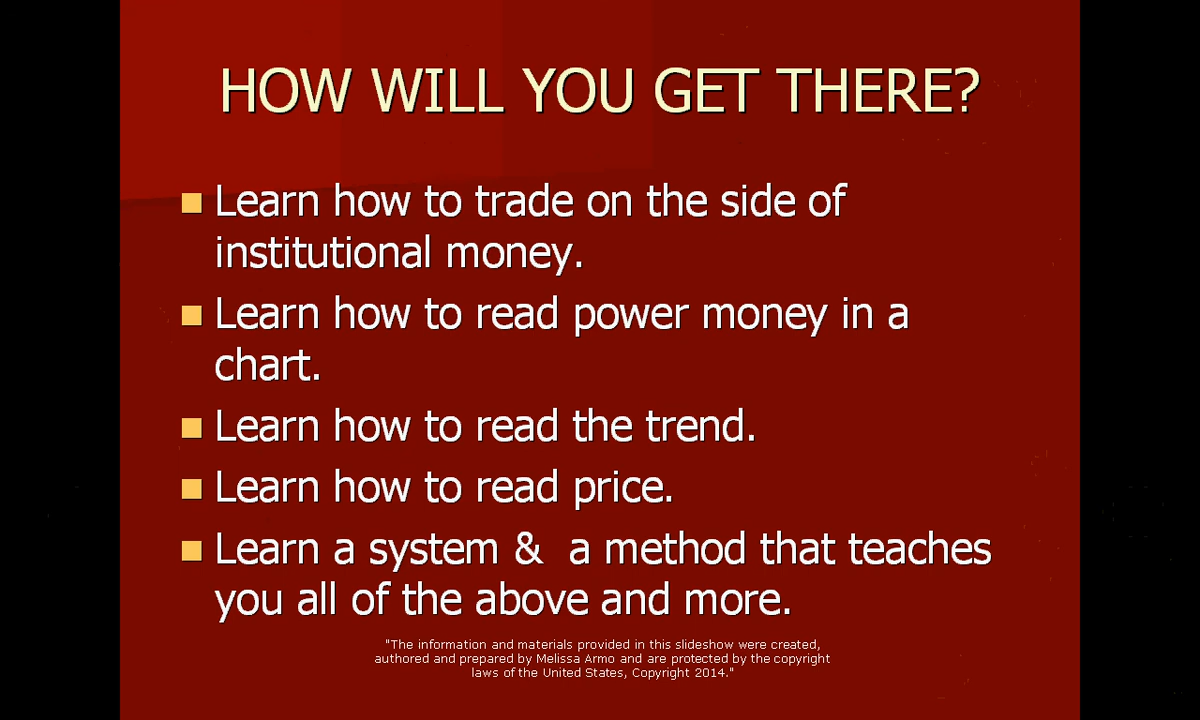 HOW WILL YOU GET THERE?
Learn how to trade on the side of
institutional money.
Learn how to read power money in a
chart.
Learn how to read the trend.
Learn how to read price.
Learn a system &  a method that teaches
you all of the above and more.
"The information and materials provided in this slideshow were created,
authored and prepared by Melissa Armo and are protected by the copyright
laws of the United States, Copyright 2014."